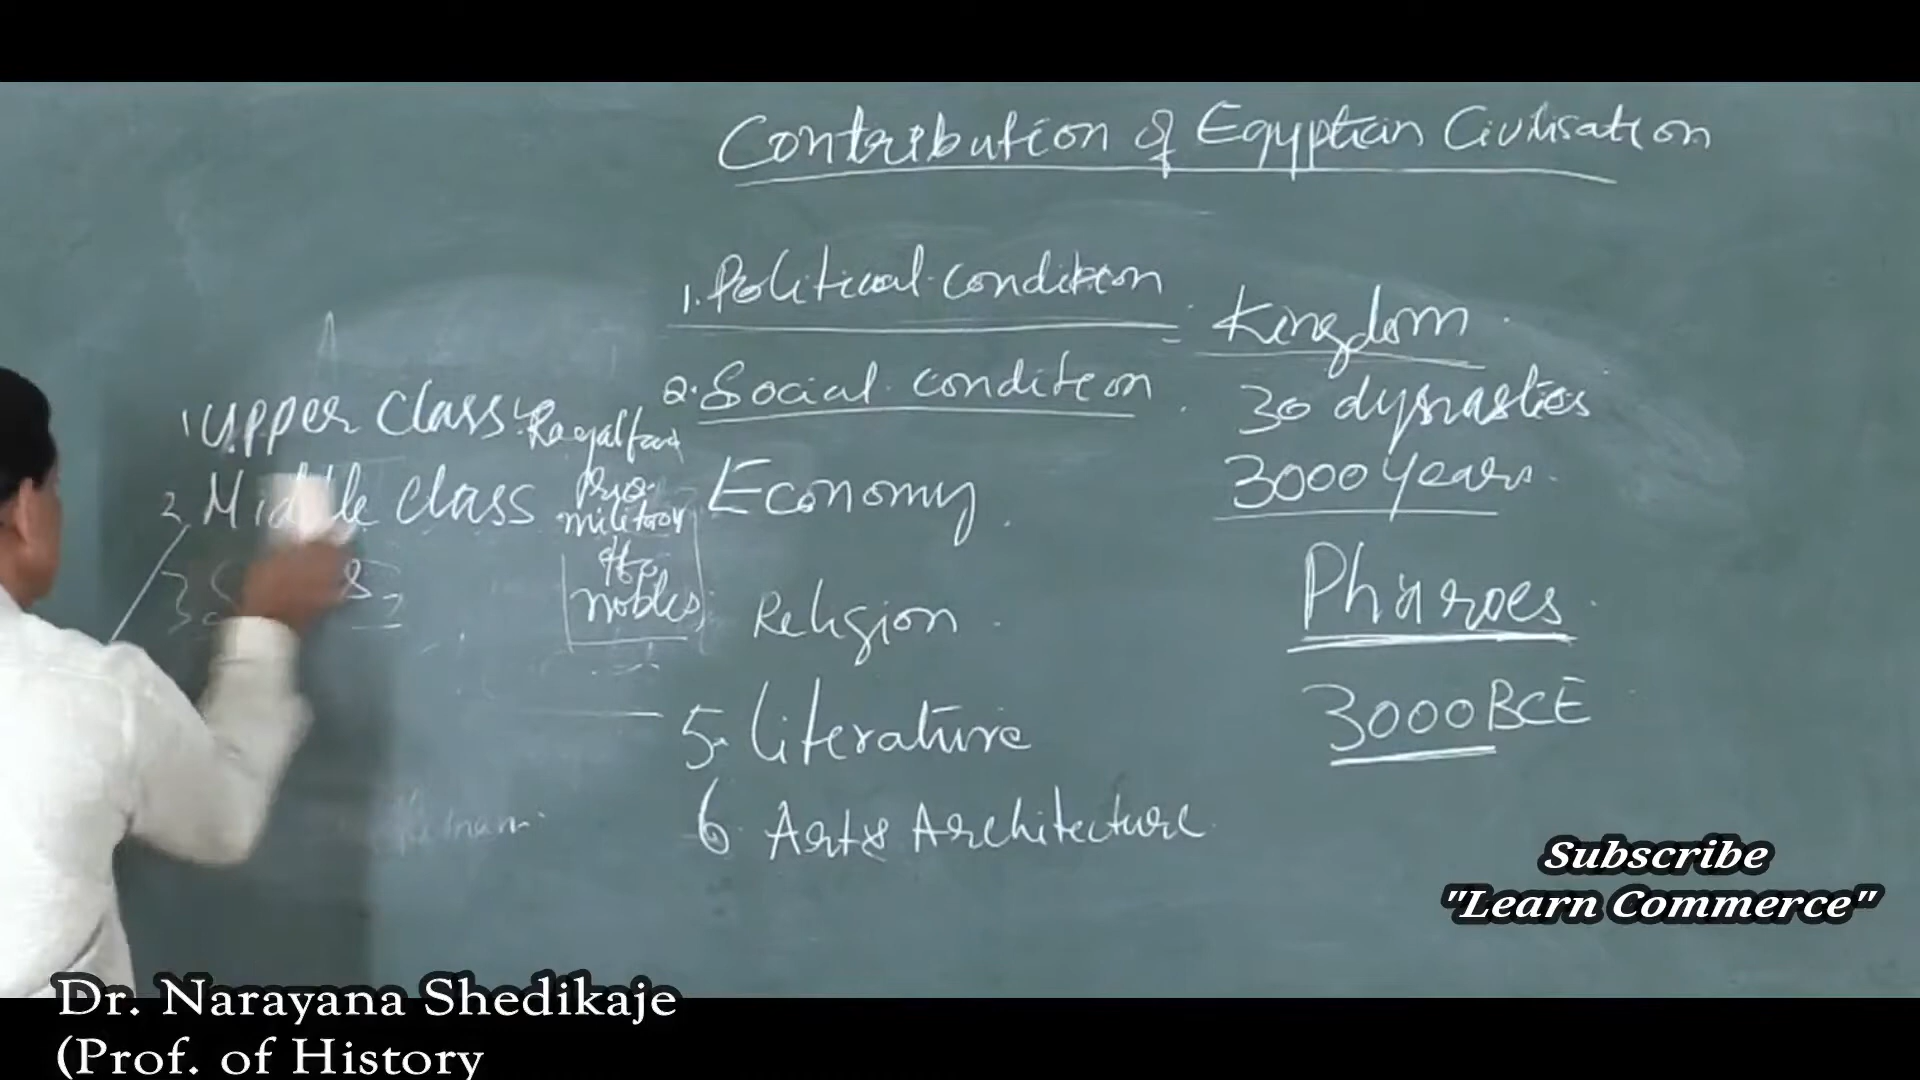 Contribution of Egyptian Civilisation
1. Political condition
Kingdom
2. Social condition
30 dynasties
3000 years
1 Upper class Royal
2 Middle class
military
nobles
3
Economy
Religion
Pharoes
5. Literature
3000 BCE
6. Art & Architecture
Subscribe
"Learn Commerce"
Dr. Narayana Shedikaje
(Prof. of History